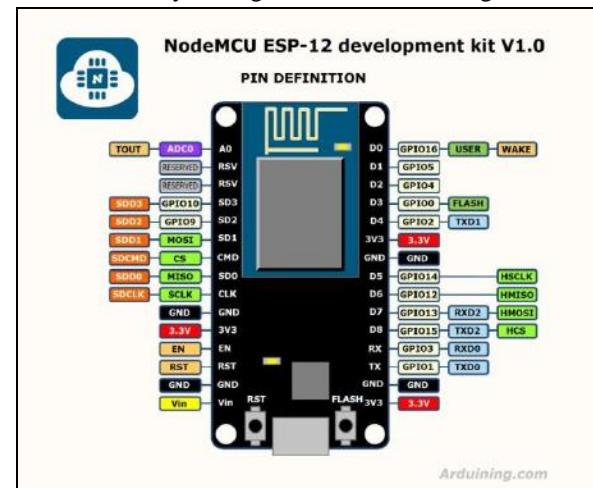 NodeMCU ESP-12 development kit V1.0
PIN DEFINITION
TOUT ADC0 A0 D0 GPIO16 USER WAKE
RESERVED RSV D1 GPIO5
RESERVED RSV D2 GPIO4
SDD3 GPIO10 SD3 D3 GPIO0 FLASH
SDD2 GPIO9 SD2 D4 GPIO2 TXD1
SDD1 MOSI SD1 3V3 3.3V
SDCMD CS CMD GND GND
SDD0 MISO SD0 D5 GPIO14 HSCLK
SDCLK SCLK CLK D6 GPIO12 HMISO
GND GND D7 GPIO13 RXD2 HMOSI
3.3V 3V3 D8 GPIO15 TXD2 HCS
EN EN RX GPIO3 RXD0
RST RST TX GPIO1 TXD0
GND GND GND GND
Vin Vin RST FLASH 3V3 3.3V
Arduining.com